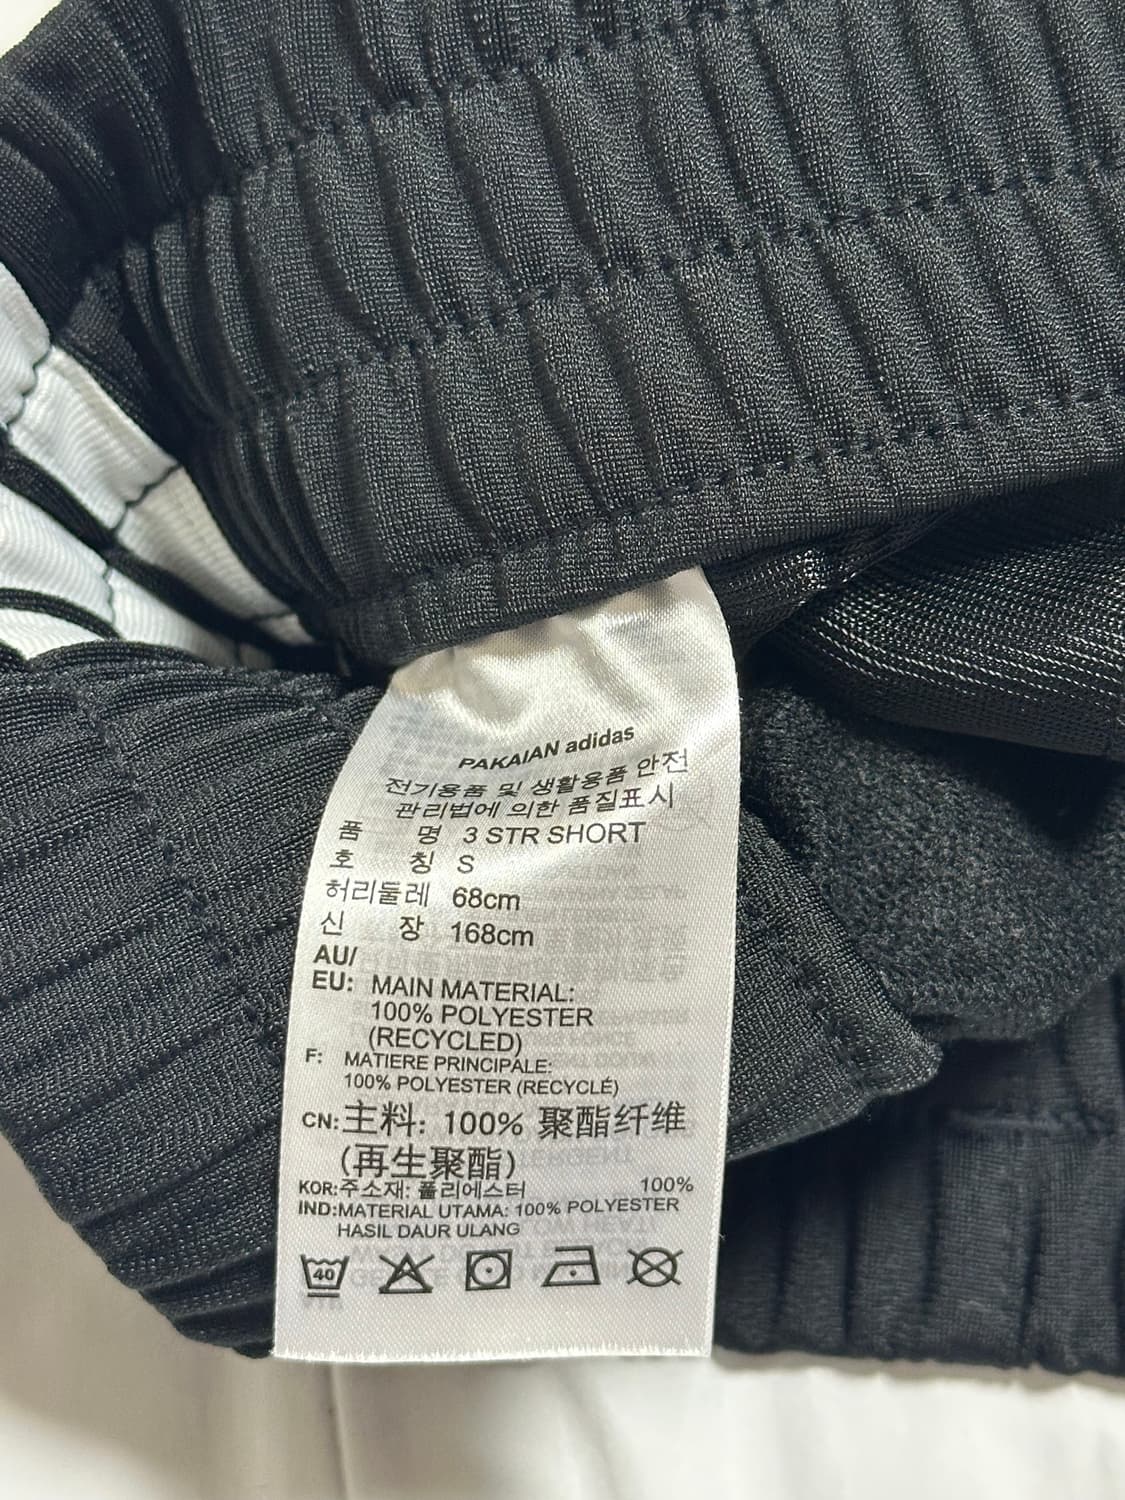 PAKAIAN adidas
전기용품 및 생활용품 안전
관리법에 의한 품질표시
품 명 3 STR SHORT
호 칭 S
허리둘레 68cm
신 장 168cm
AU/
EU: MAIN MATERIAL:
100% POLYESTER
(RECYCLED)
F: MATIERE PRINCIPALE:
100% POLYESTER (RECYCLÉ)
CN: 主料: 100% 聚酯纤维
(再生聚酯)
KOR: 주소재: 폴리에스터 100%
IND: MATERIAL UTAMA: 100% POLYESTER
HASIL DAUR ULANG
40